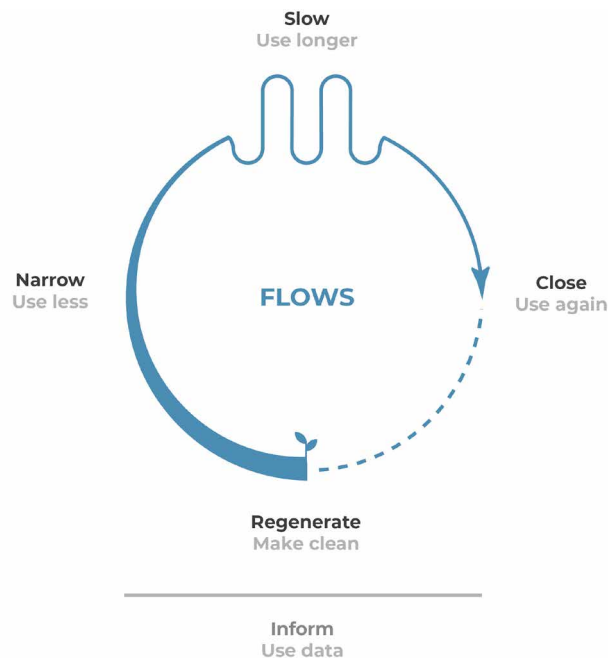 Slow
Use longer
Narrow
Use less
FLOWS
Close
Use again
Regenerate
Make clean
Inform
Use data